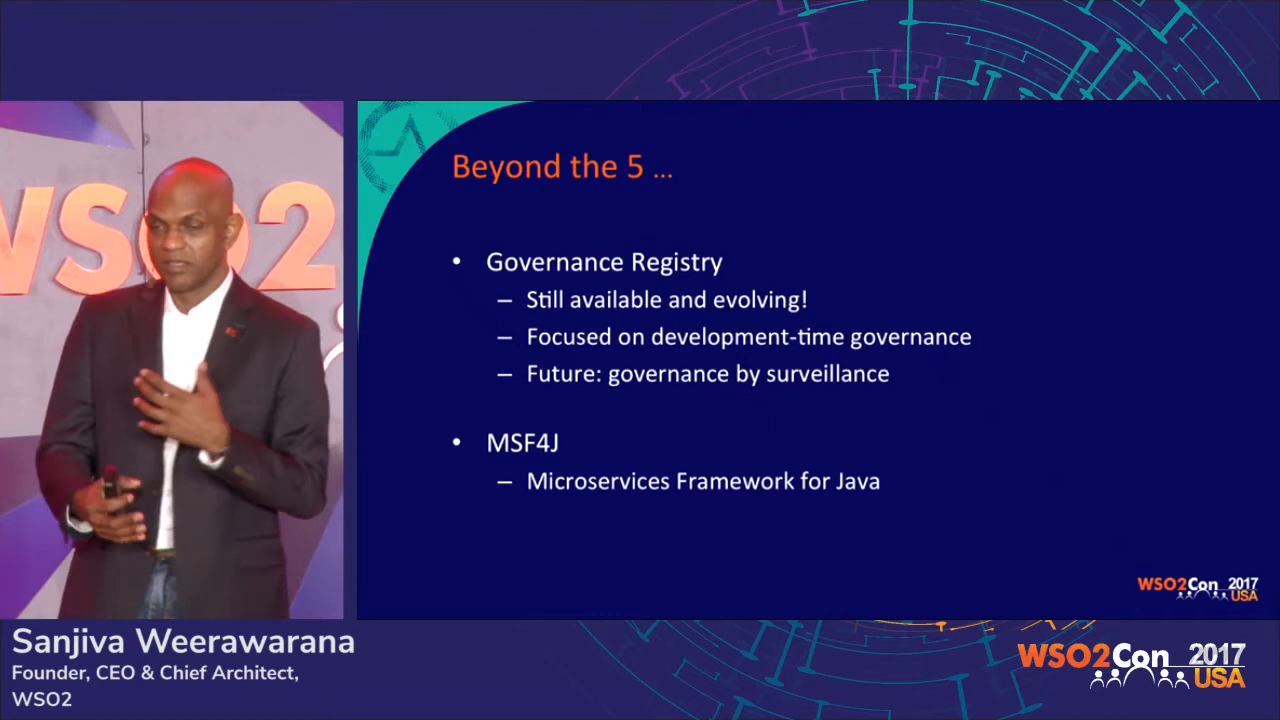 WSO2
Beyond the 5 ...
• Governance Registry
– Still available and evolving!
– Focused on development-time governance
– Future: governance by surveillance
• MSF4J
– Microservices Framework for Java
WSO2Con 2017
USA
Sanjiva Weerawarana
Founder, CEO & Chief Architect,
WSO2
WSO2Con 2017
USA